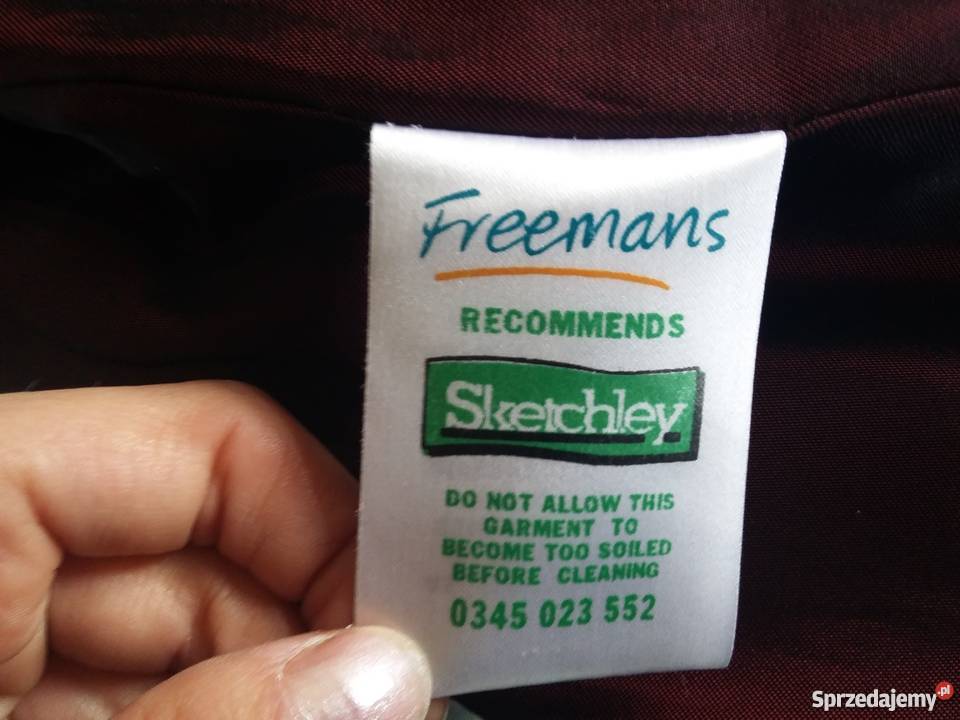 Freemans
RECOMMENDS
Sketchley
DO NOT ALLOW THIS
GARMENT TO
BECOME TOO SOILED
BEFORE CLEANING
0345 023 552
Sprzedajemy.pl